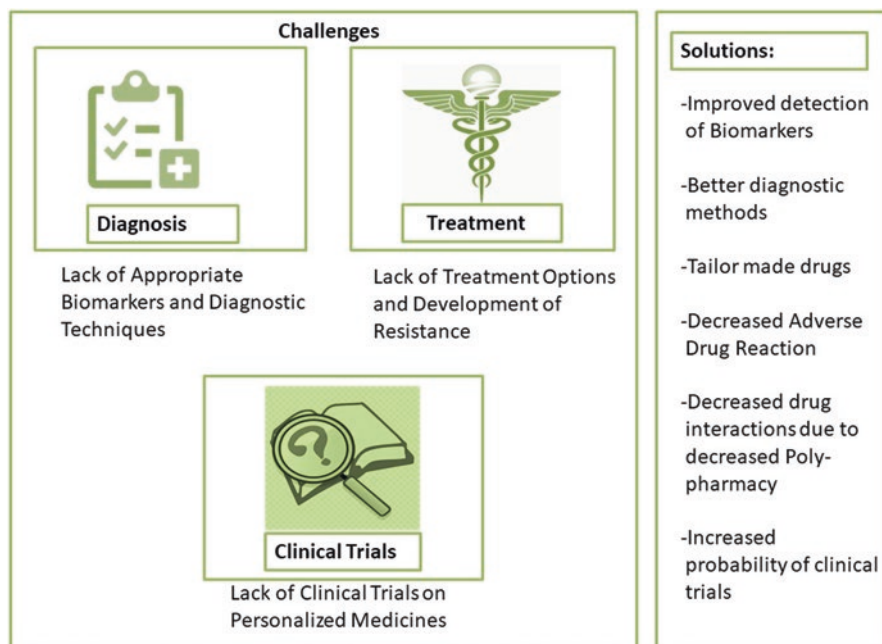 Challenges
Diagnosis
Lack of Appropriate
Biomarkers and Diagnostic
Techniques
Treatment
Lack of Treatment Options
and Development of
Resistance
?
Clinical Trials
Lack of Clinical Trials on
Personalized Medicines
Solutions:
-Improved detection
of Biomarkers
-Better diagnostic
methods
-Tailor made drugs
-Decreased Adverse
Drug Reaction
-Decreased drug
interactions due to
decreased Poly-
pharmacy
-Increased
probability of clinical
trials